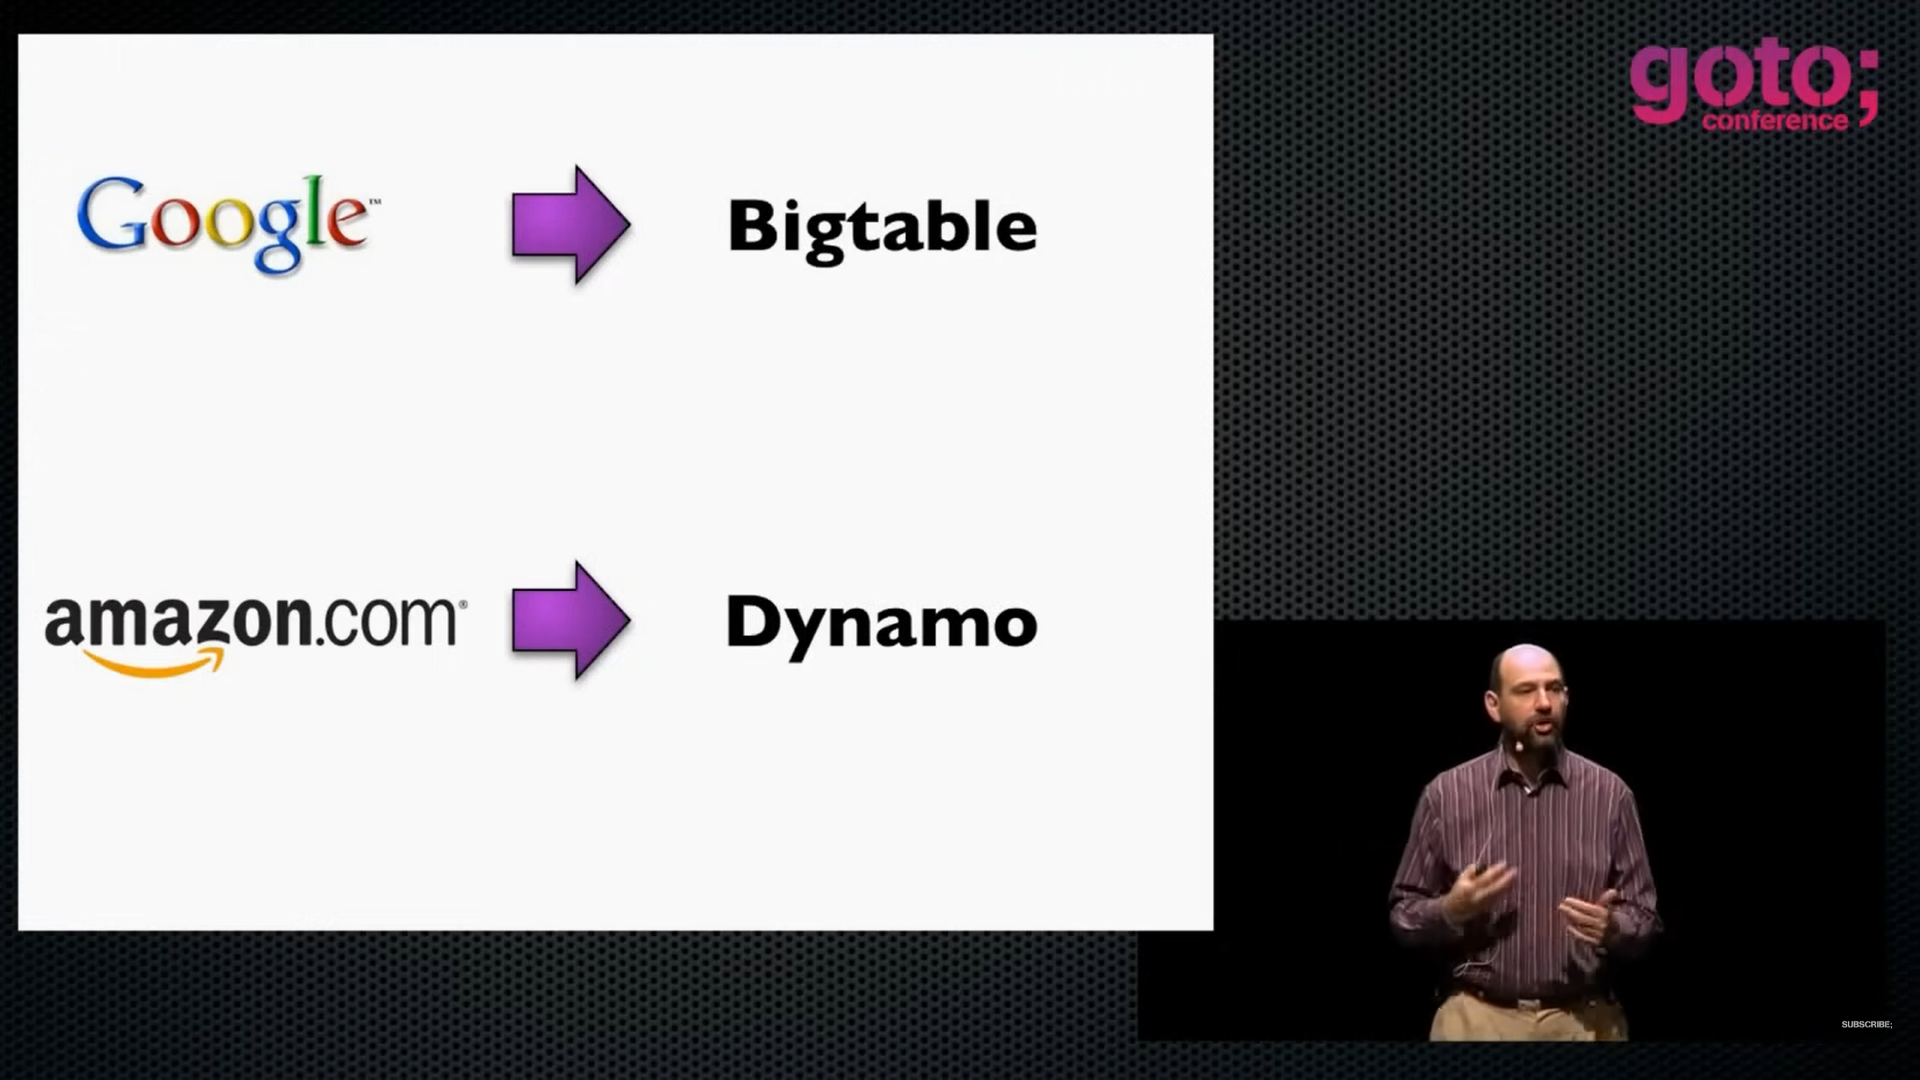 goto;
conference
Google™
Bigtable
amazon.com®
Dynamo
SUBSCRIBE;